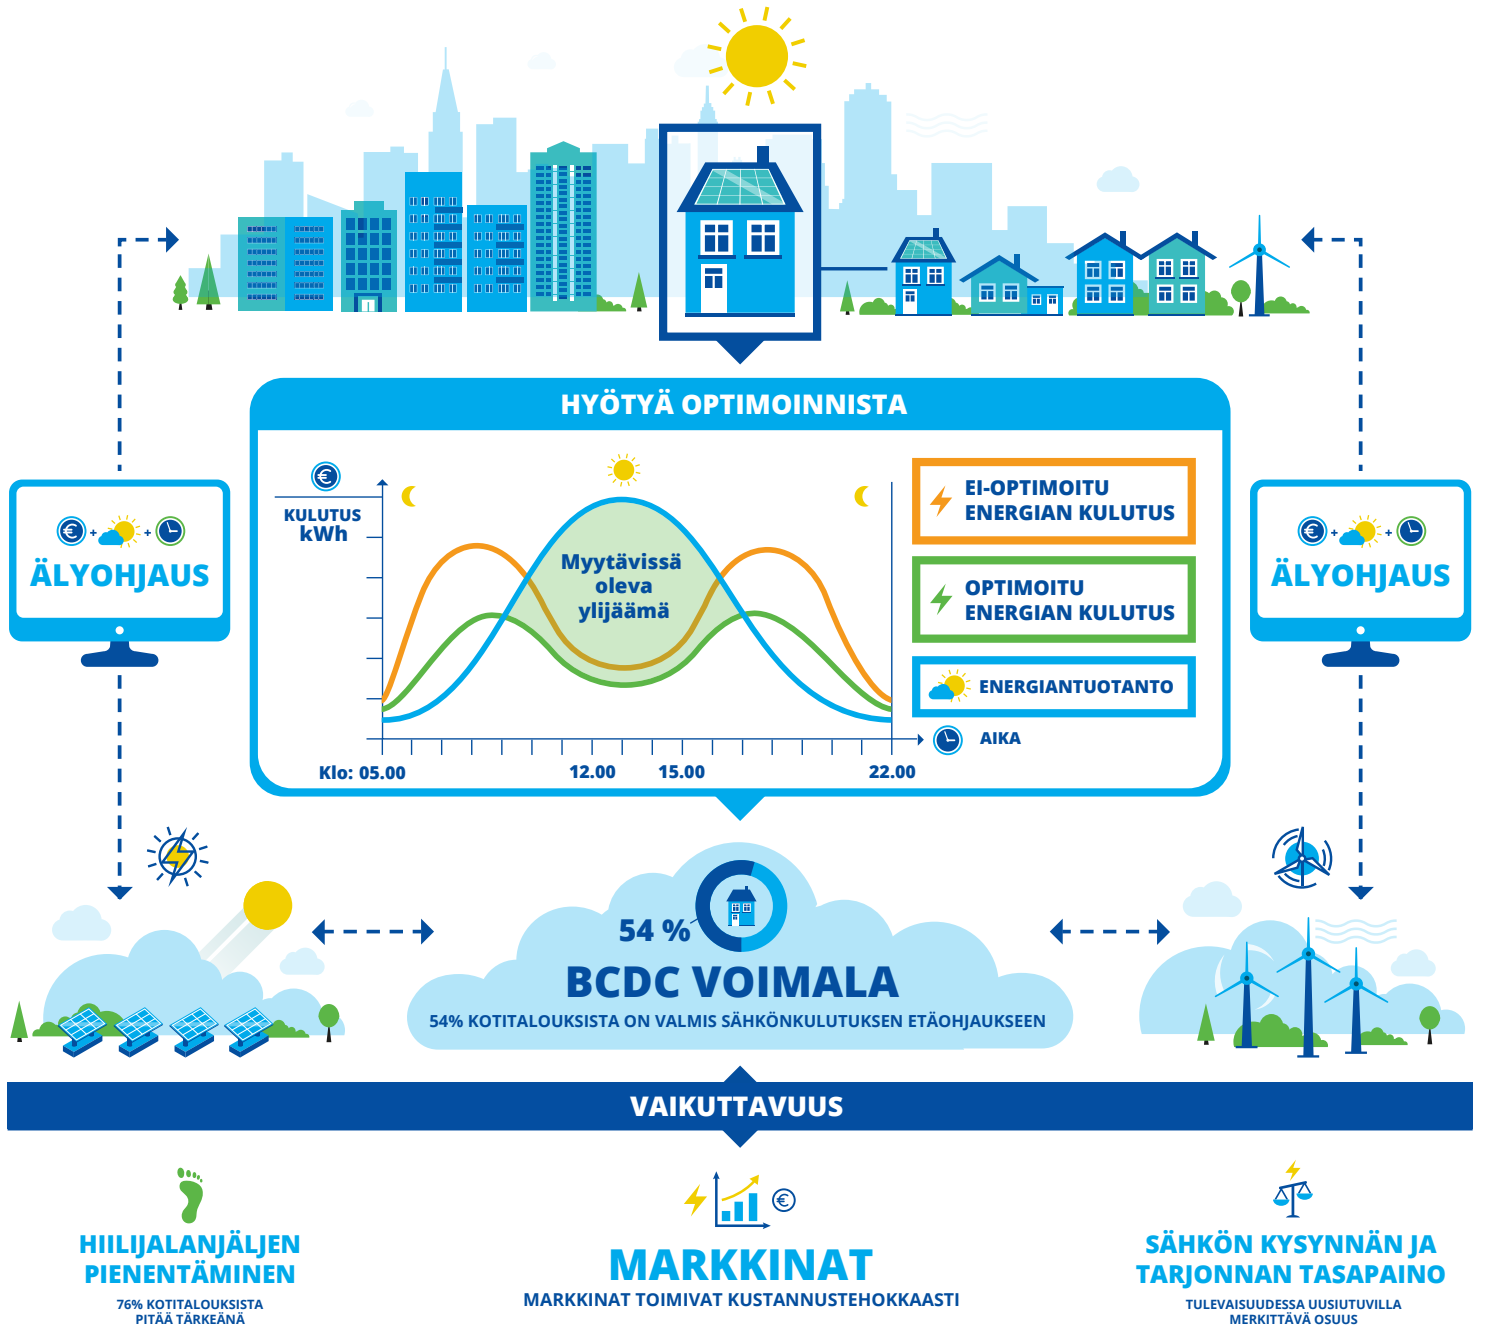 HYÖTYÄ OPTIMOINNISTA
€
KULUTUS
kWh
Myytävissä
oleva
ylijäämä
EI-OPTIMOITU
ENERGIAN KULUTUS
OPTIMOITU
ENERGIAN KULUTUS
ENERGIANTUOTANTO
AIKA
Klo: 05.00 12.00 15.00 22.00
€ + +
ÄLYOHJAUS
€ + +
ÄLYOHJAUS
54 %
BCDC VOIMALA
54% KOTITALOUKSISTA ON VALMIS SÄHKÖNKULUTUKSEN ETÄOHJAUKSEEN
VAIKUTTAVUUS
HIILIJALANJÄLJEN
PIENENTÄMINEN
76% KOTITALOUKSISTA
PITÄÄ TÄRKEÄNÄ
€
MARKKINAT
MARKKINAT TOIMIVAT KUSTANNUSTEHOKKAASTI
SÄHKÖN KYSYNNÄN JA
TARJONNAN TASAPAINO
TULEVAISUUDESSA UUSIUTUVILLA
MERKITTÄVÄ OSUUS